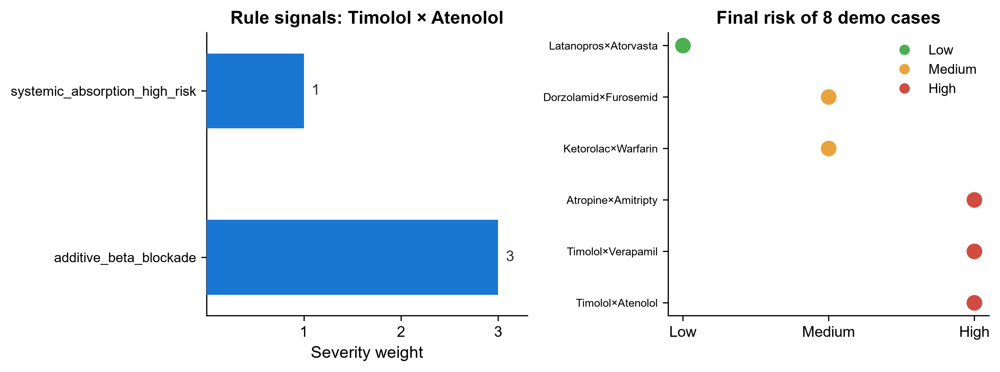 Rule signals: Timolol × Atenolol
systemic_absorption_high_risk
1
additive_beta_blockade
3
1 2 3
Severity weight
Final risk of 8 demo cases
Latanopros×Atorvasta
Dorzolamid×Furosemid
Ketorolac×Warfarin
Atropine×Amitripty
Timolol×Verapamil
Timolol×Atenolol
Low
Medium
High
Low Medium High